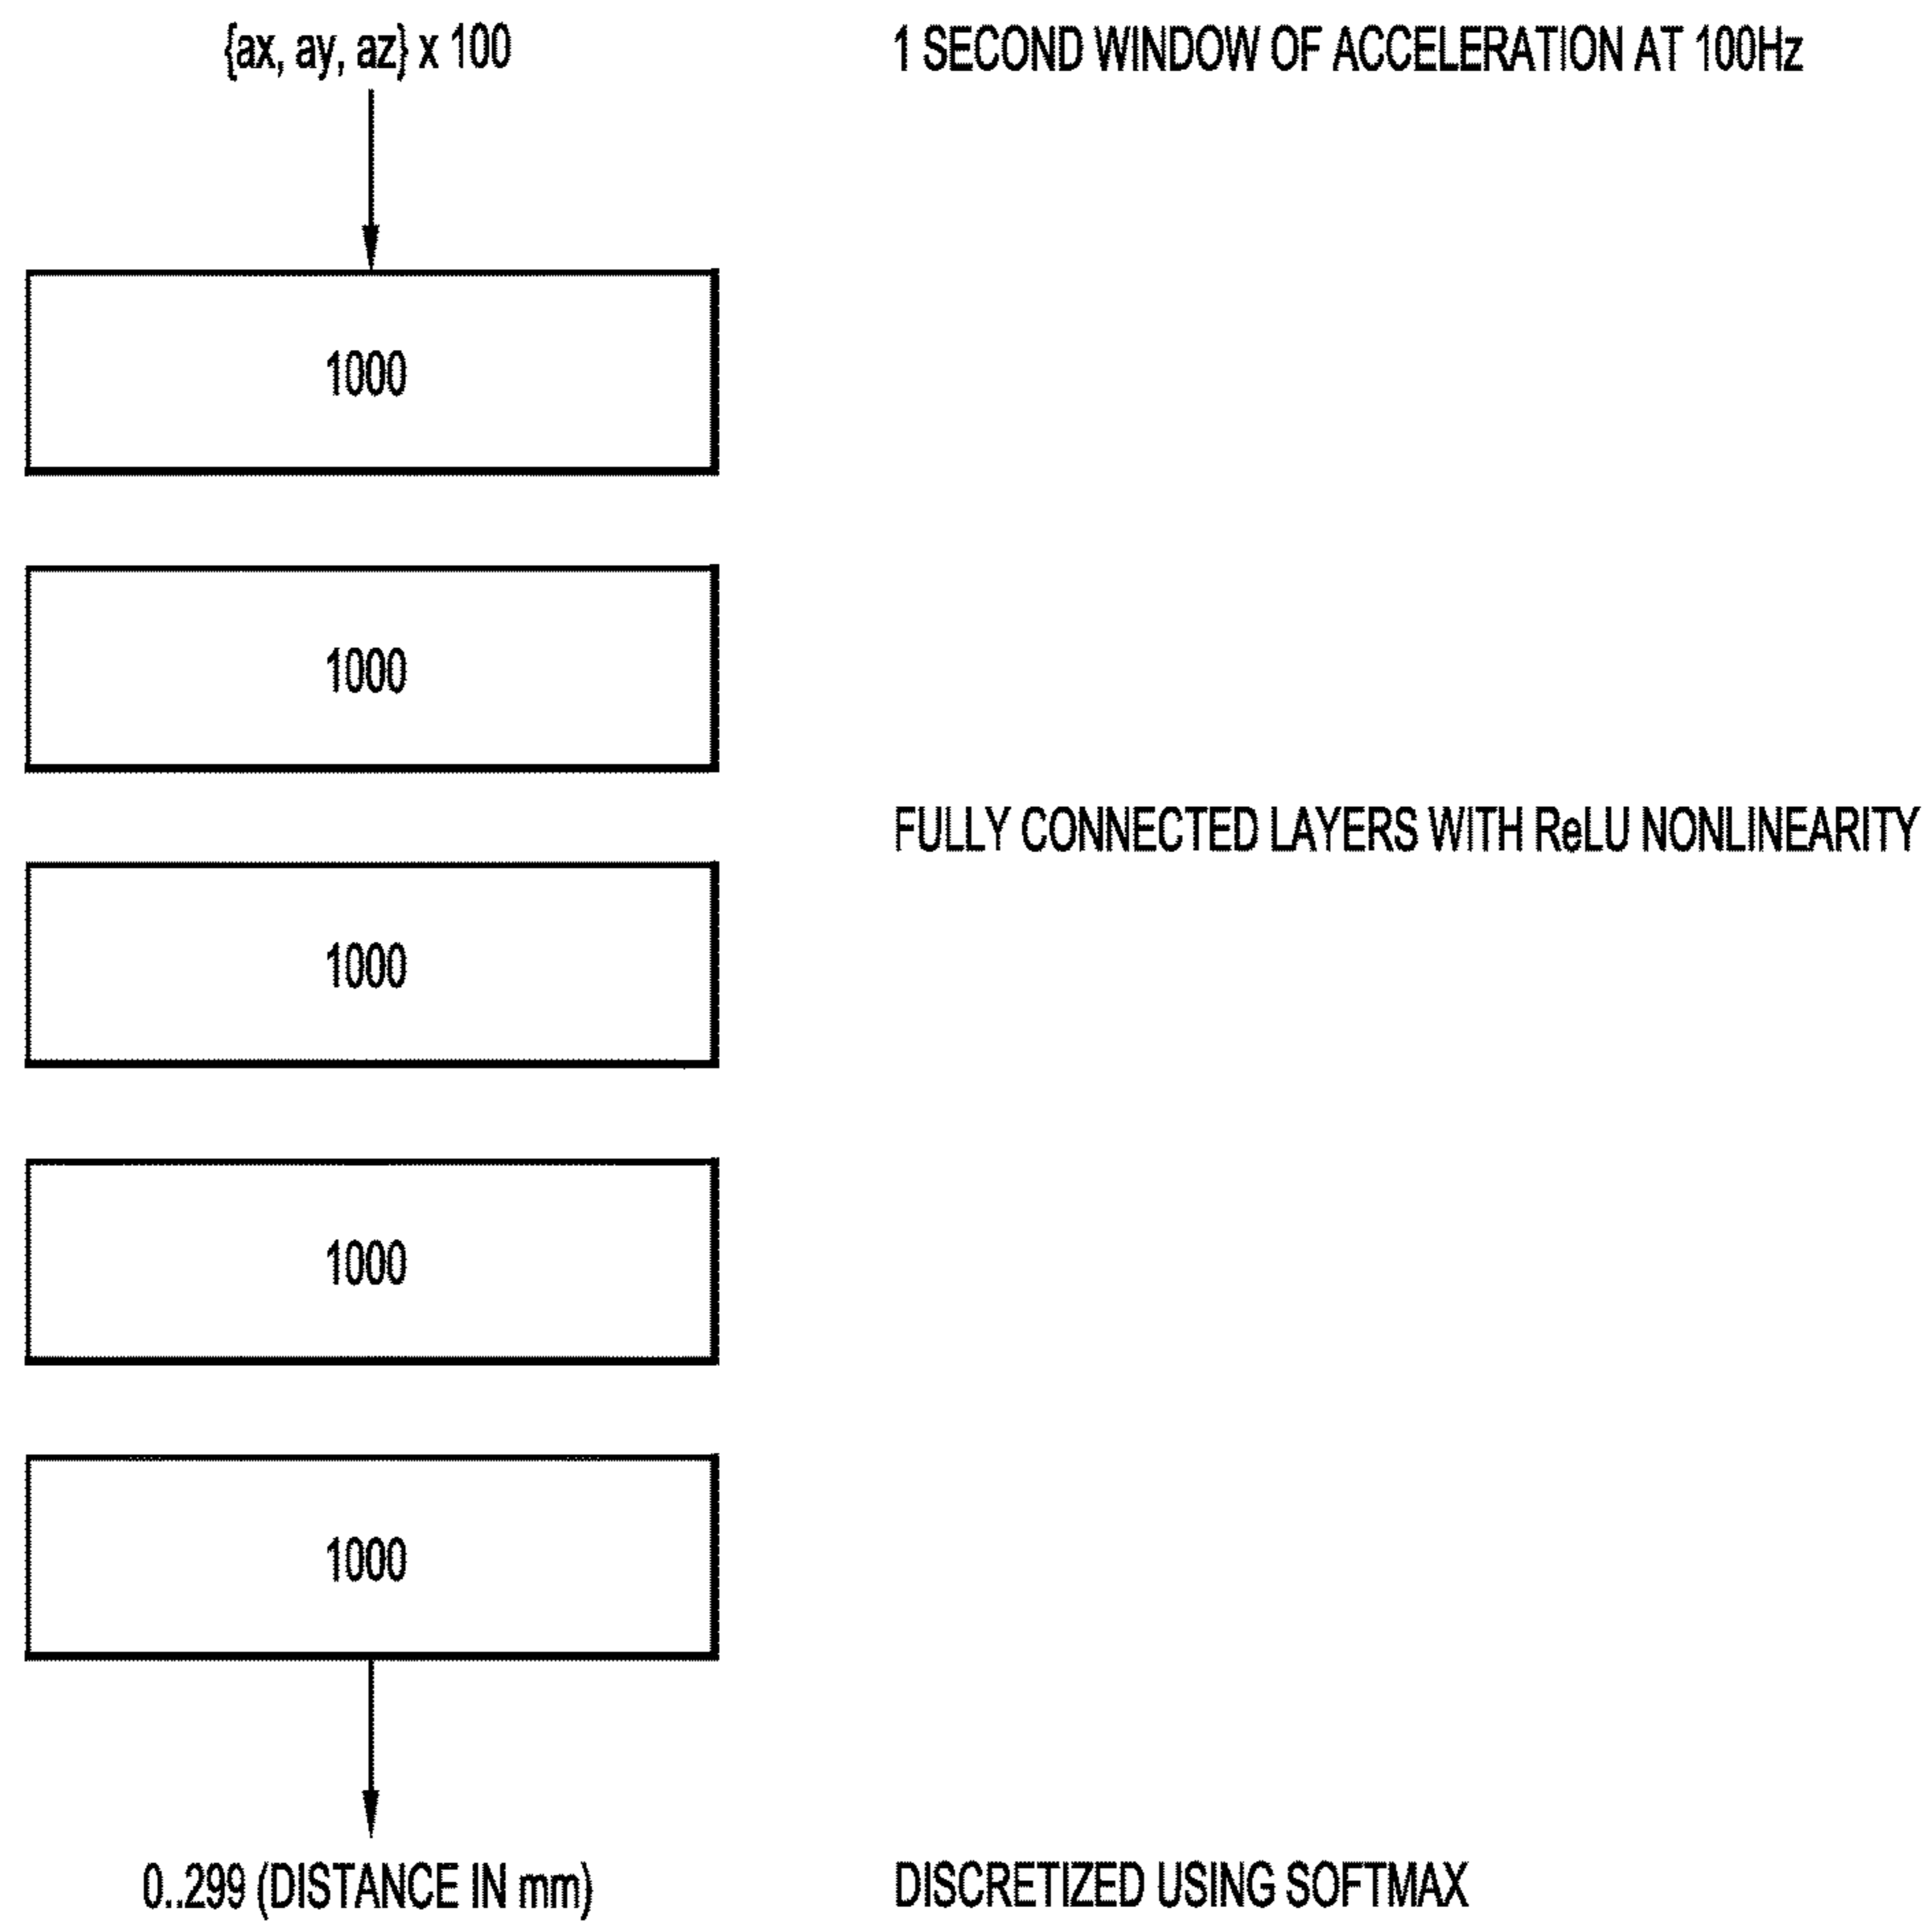 {ax, ay, az} x 100
1 SECOND WINDOW OF ACCELERATION AT 100Hz
1000
1000
FULLY CONNECTED LAYERS WITH ReLU NONLINEARITY
1000
1000
1000
0..299 (DISTANCE IN mm)
DISCRETIZED USING SOFTMAX